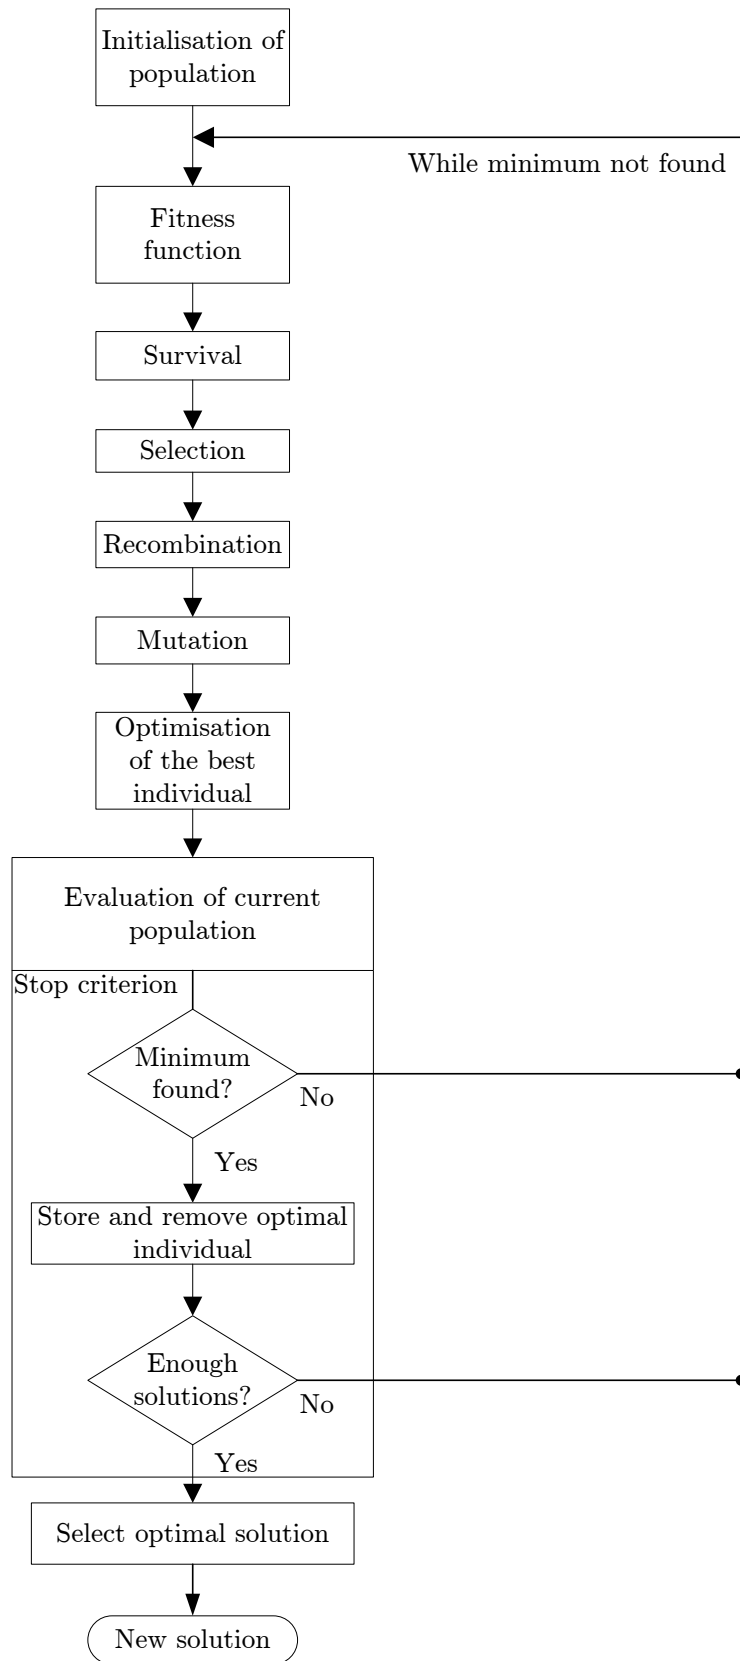 Initialisation of
population
While minimum not found
Fitness
function
Survival
Selection
Recombination
Mutation
Optimisation
of the best
individual
Evaluation of current
population
Stop criterion
Minimum
found?
No
Yes
Store and remove optimal
individual
Enough
solutions?
No
Yes
Select optimal solution
New solution